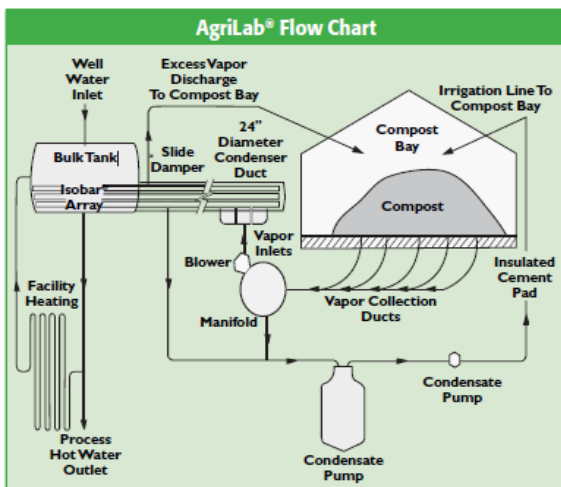 AgriLab® Flow Chart
Well
Water
Inlet
Excess Vapor
Discharge
To Compost Bay
Irrigation Line To
Compost Bay
24"
Diameter
Condenser
Duct
Slide
Damper
Compost
Bay
Bulk Tank
Isobar
Array
Compost
Vapor
Inlets
Blower
Insulated
Cement
Pad
Facility
Heating
Vapor Collection
Ducts
Manifold
Condensate
Pump
Process
Hot Water
Outlet
Condensate
Pump